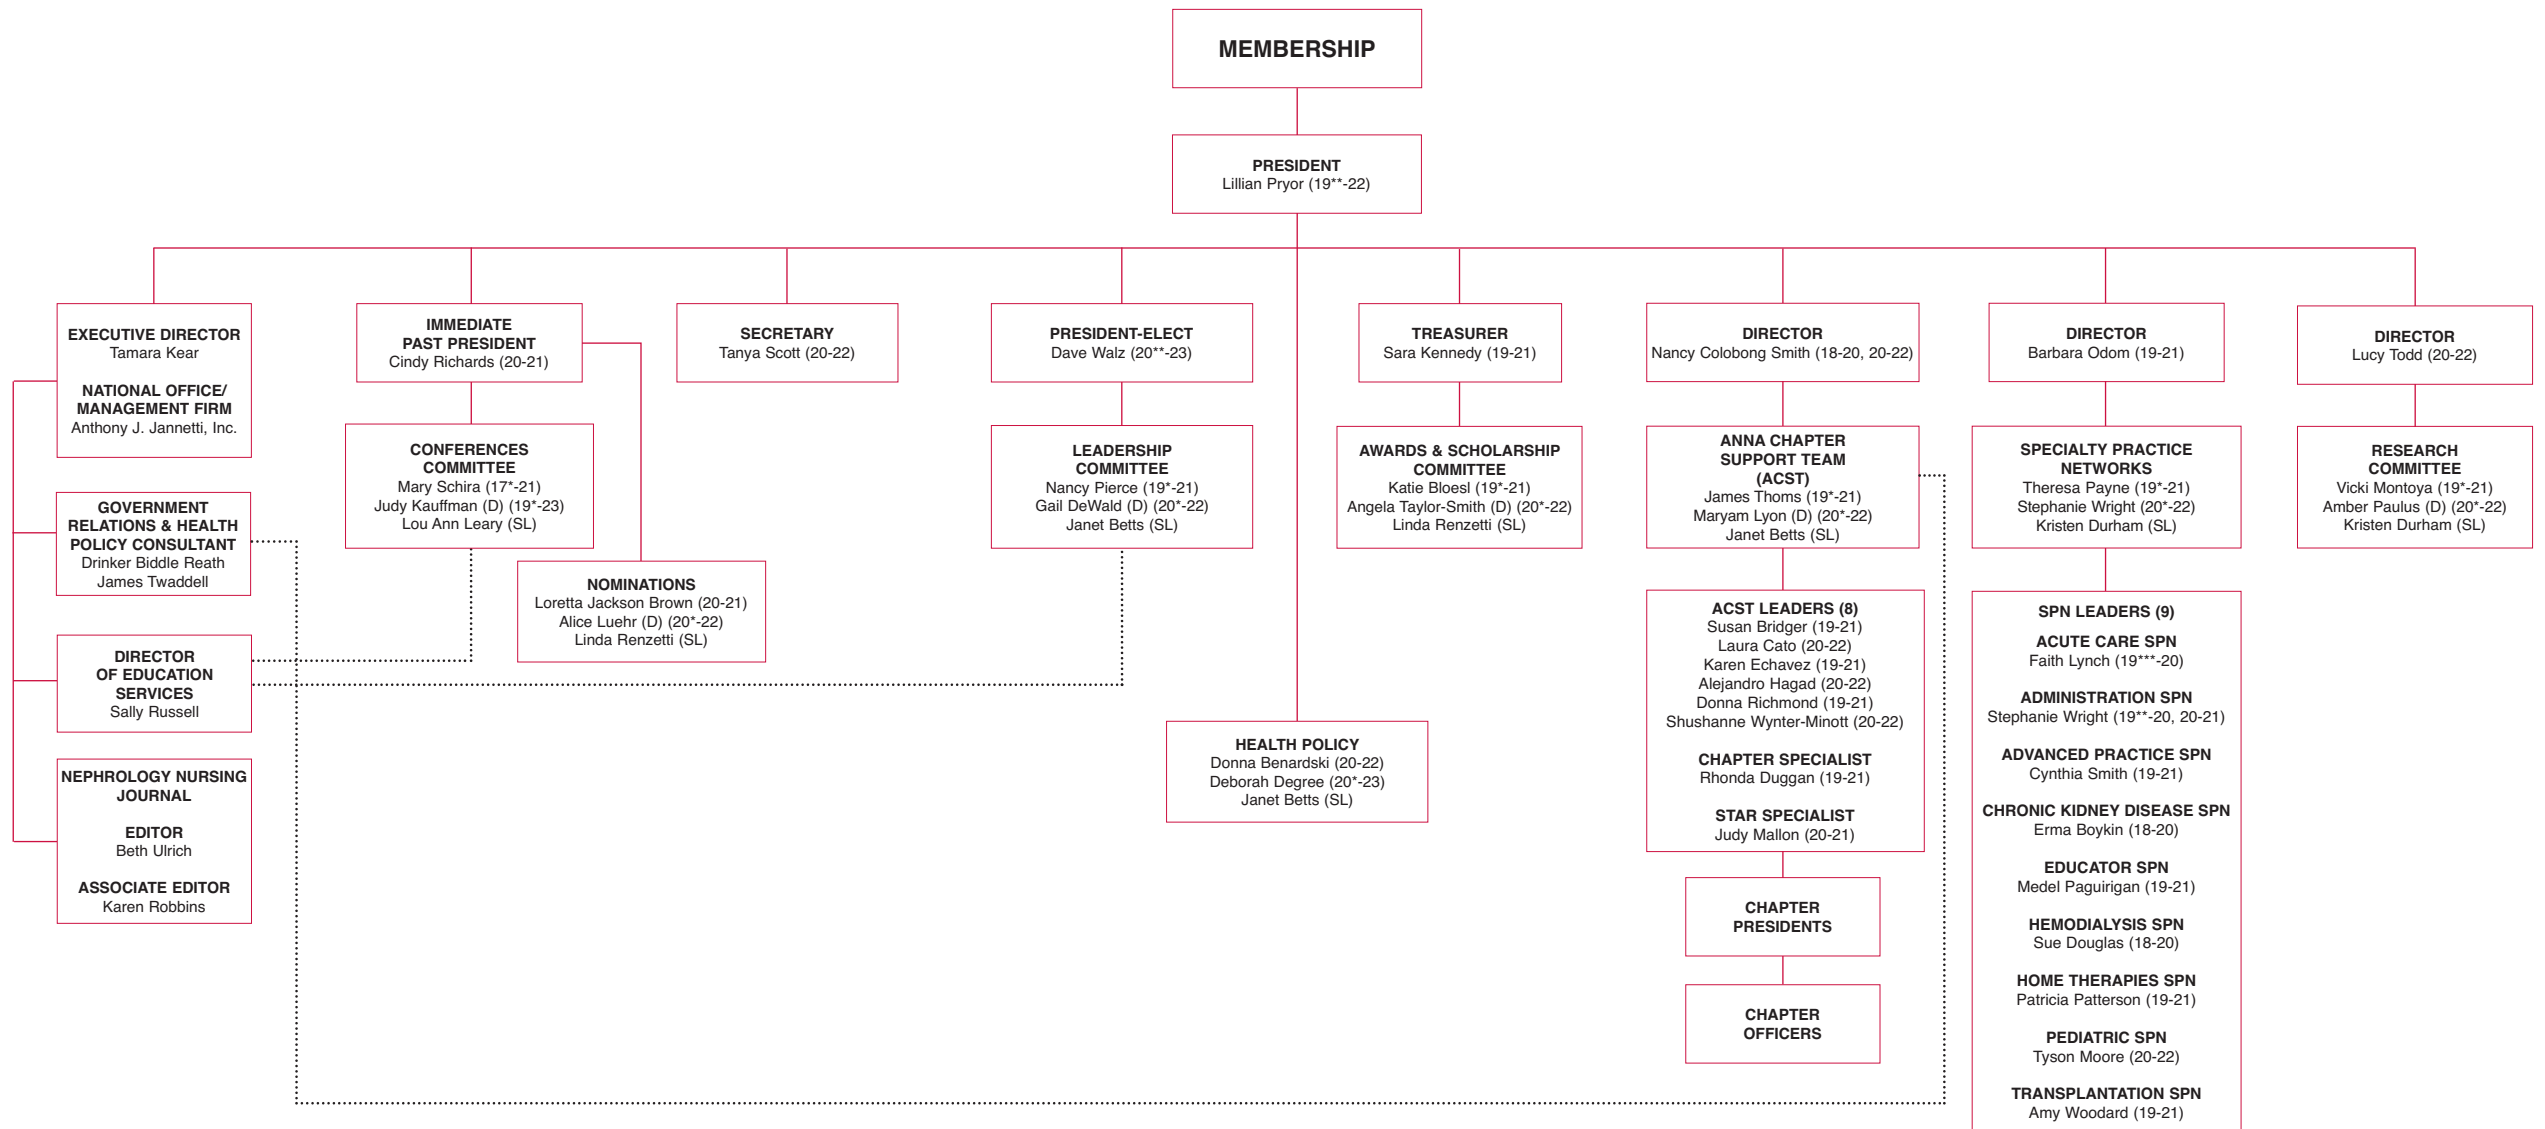 MEMBERSHIP
PRESIDENT
Lillian Pryor (19**-22)
EXECUTIVE DIRECTOR
Tamara Kear
NATIONAL OFFICE/
MANAGEMENT FIRM
Anthony J. Jannetti, Inc.
GOVERNMENT
RELATIONS & HEALTH
POLICY CONSULTANT
Drinker Biddle Reath
James Twaddell
DIRECTOR
OF EDUCATION
SERVICES
Sally Russell
NEPHROLOGY NURSING
JOURNAL
EDITOR
Beth Ulrich
ASSOCIATE EDITOR
Karen Robbins
IMMEDIATE
PAST PRESIDENT
Cindy Richards (20-21)
CONFERENCES
COMMITTEE
Mary Schira (17*-21)
Judy Kauffman (D) (19*-23)
Lou Ann Leary (SL)
NOMINATIONS
Loretta Jackson Brown (20-21)
Alice Luehr (D) (20*-22)
Linda Renzetti (SL)
SECRETARY
Tanya Scott (20-22)
PRESIDENT-ELECT
Dave Walz (20**-23)
LEADERSHIP
COMMITTEE
Nancy Pierce (19*-21)
Gail DeWald (D) (20*-22)
Janet Betts (SL)
HEALTH POLICY
Donna Benardski (20-22)
Deborah Degree (20*-23)
Janet Betts (SL)
TREASURER
Sara Kennedy (19-21)
AWARDS & SCHOLARSHIP
COMMITTEE
Katie Bloesl (19*-21)
Angela Taylor-Smith (D) (20*-22)
Linda Renzetti (SL)
DIRECTOR
Nancy Colobong Smith (18-20, 20-22)
ANNA CHAPTER
SUPPORT TEAM
(ACST)
James Thoms (19*-21)
Maryam Lyon (D) (20*-22)
Janet Betts (SL)
ACST LEADERS (8)
Susan Bridger (19-21)
Laura Cato (20-22)
Karen Echavez (19-21)
Alejandro Hagad (20-22)
Donna Richmond (19-21)
Shushanne Wynter-Minott (20-22)
CHAPTER SPECIALIST
Rhonda Duggan (19-21)
STAR SPECIALIST
Judy Mallon (20-21)
CHAPTER
PRESIDENTS
CHAPTER
OFFICERS
DIRECTOR
Barbara Odom (19-21)
SPECIALTY PRACTICE
NETWORKS
Theresa Payne (19*-21)
Stephanie Wright (20*-22)
Kristen Durham (SL)
SPN LEADERS (9)
ACUTE CARE SPN
Faith Lynch (19***-20)
ADMINISTRATION SPN
Stephanie Wright (19**-20, 20-21)
ADVANCED PRACTICE SPN
Cynthia Smith (19-21)
CHRONIC KIDNEY DISEASE SPN
Erma Boykin (18-20)
EDUCATOR SPN
Medel Paguirigan (19-21)
HEMODIALYSIS SPN
Sue Douglas (18-20)
HOME THERAPIES SPN
Patricia Patterson (19-21)
PEDIATRIC SPN
Tyson Moore (20-22)
TRANSPLANTATION SPN
Amy Woodard (19-21)
DIRECTOR
Lucy Todd (20-22)
RESEARCH
COMMITTEE
Vicki Montoya (19*-21)
Amber Paulus (D) (20*-22)
Kristen Durham (SL)